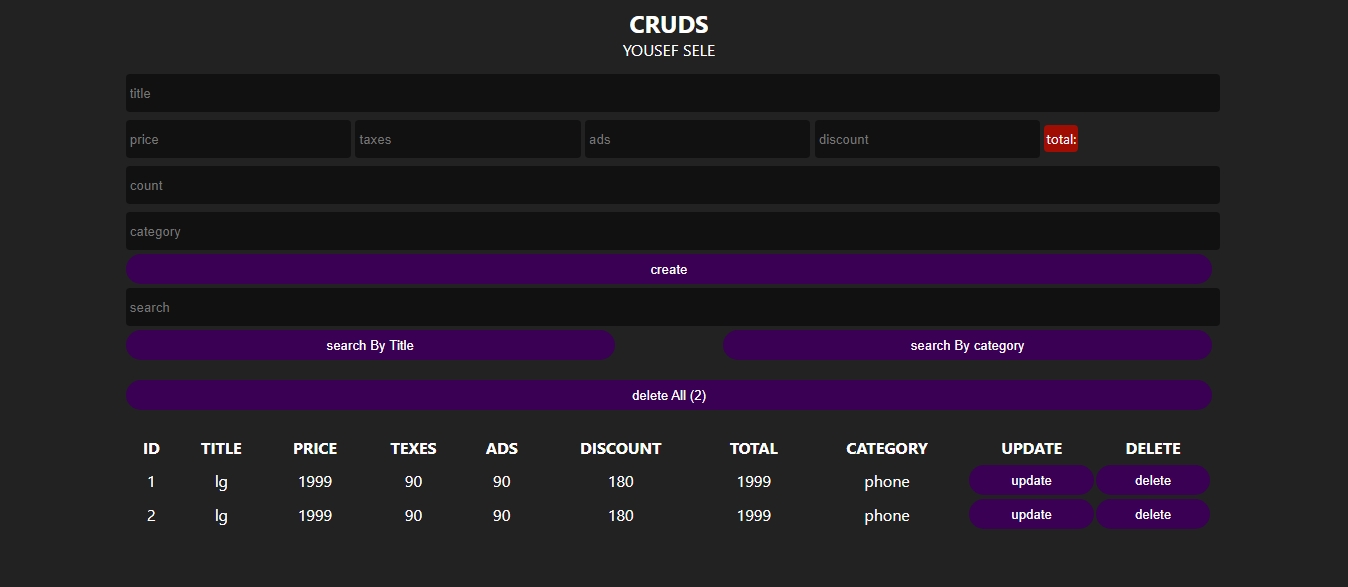 CRUDS
YOUSEF SELE
title
price taxes ads discount total:
count
category
create
search
search By Title search By category
delete All (2)
ID TITLE PRICE TEXES ADS DISCOUNT TOTAL CATEGORY UPDATE DELETE
1 lg 1999 90 90 180 1999 phone update delete
2 lg 1999 90 90 180 1999 phone update delete